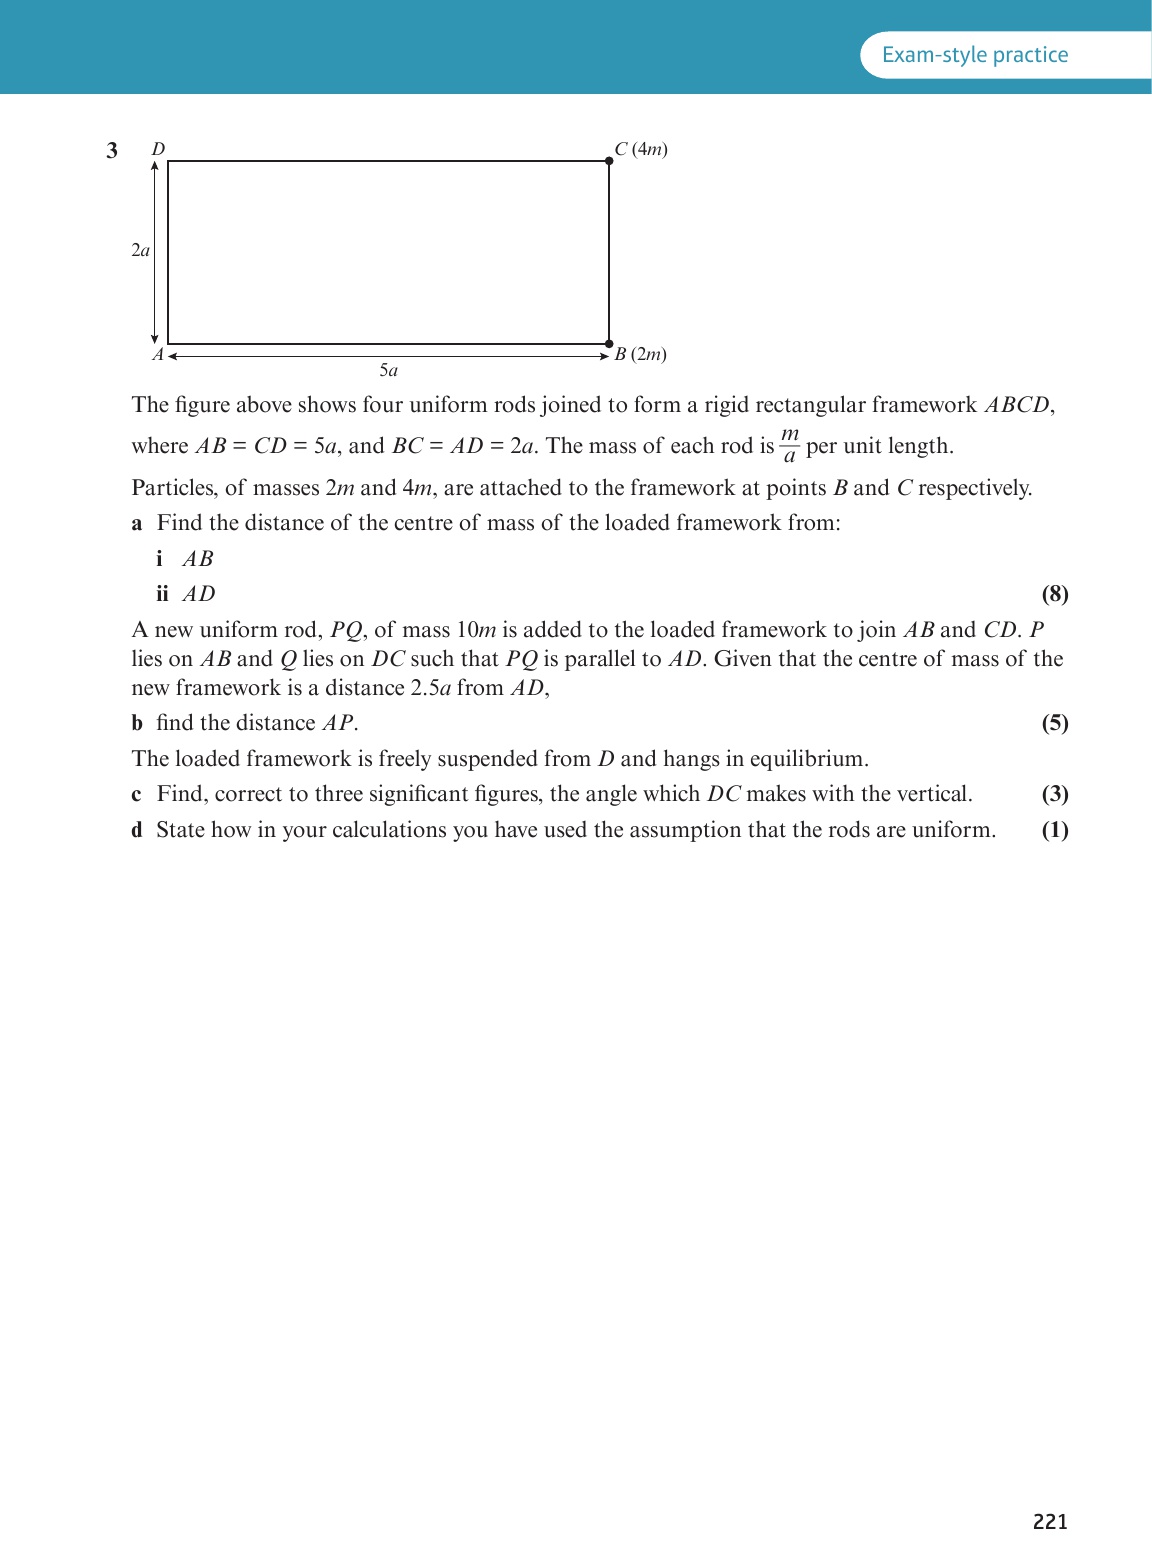 Exam-style practice
3
D
C (4m)
2a
A
B (2m)
5a
The figure above shows four uniform rods joined to form a rigid rectangular framework ABCD,
where AB = CD = 5a, and BC = AD = 2a. The mass of each rod is m/a per unit length.
Particles, of masses 2m and 4m, are attached to the framework at points B and C respectively.
a Find the distance of the centre of mass of the loaded framework from:
i AB
ii AD (8)
A new uniform rod, PQ, of mass 10m is added to the loaded framework to join AB and CD. P
lies on AB and Q lies on DC such that PQ is parallel to AD. Given that the centre of mass of the
new framework is a distance 2.5a from AD,
b find the distance AP. (5)
The loaded framework is freely suspended from D and hangs in equilibrium.
c Find, correct to three significant figures, the angle which DC makes with the vertical. (3)
d State how in your calculations you have used the assumption that the rods are uniform. (1)
221